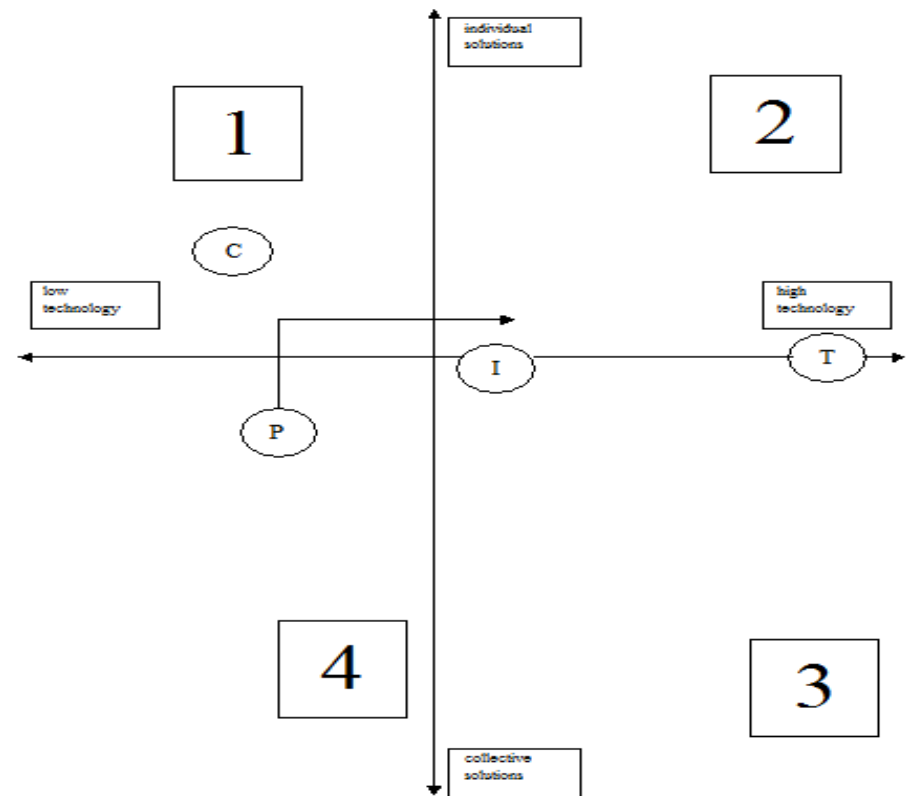 individual
solutions
1
2
C
low
technology
high
technology
I
T
P
4
3
collective
solutions